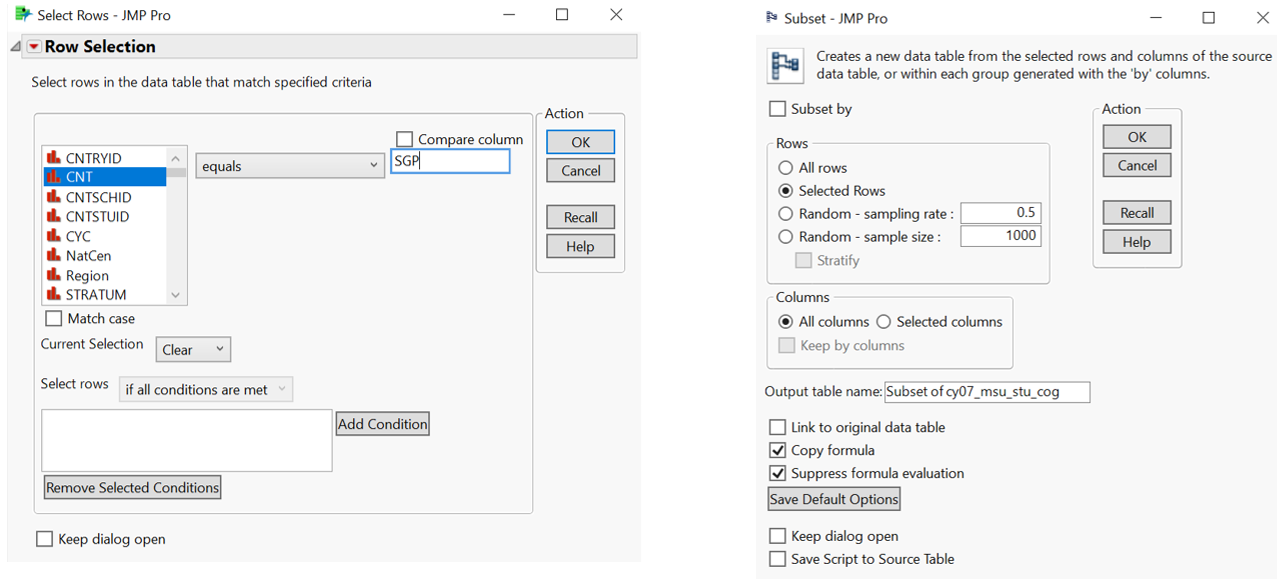 Select Rows - JMP Pro
Row Selection
Select rows in the data table that match specified criteria
Compare column
CNTRYID
CNT
CNTSCHID
CNTSTUID
CYC
NatCen
Region
STRATUM
equals
SGP
Action
OK
Cancel
Recall
Help
Match case
Current Selection
Clear
Select rows
if all conditions are met
Add Condition
Remove Selected Conditions
Keep dialog open
Subset - JMP Pro
Creates a new data table from the selected rows and columns of the source
data table, or within each group generated with the 'by' columns.
Subset by
Rows
All rows
Selected Rows
Random - sampling rate : 0.5
Random - sample size : 1000
Stratify
Action
OK
Cancel
Recall
Help
Columns
All columns Selected columns
Keep by columns
Output table name: Subset of cy07_msu_stu_cog
Link to original data table
Copy formula
Suppress formula evaluation
Save Default Options
Keep dialog open
Save Script to Source Table